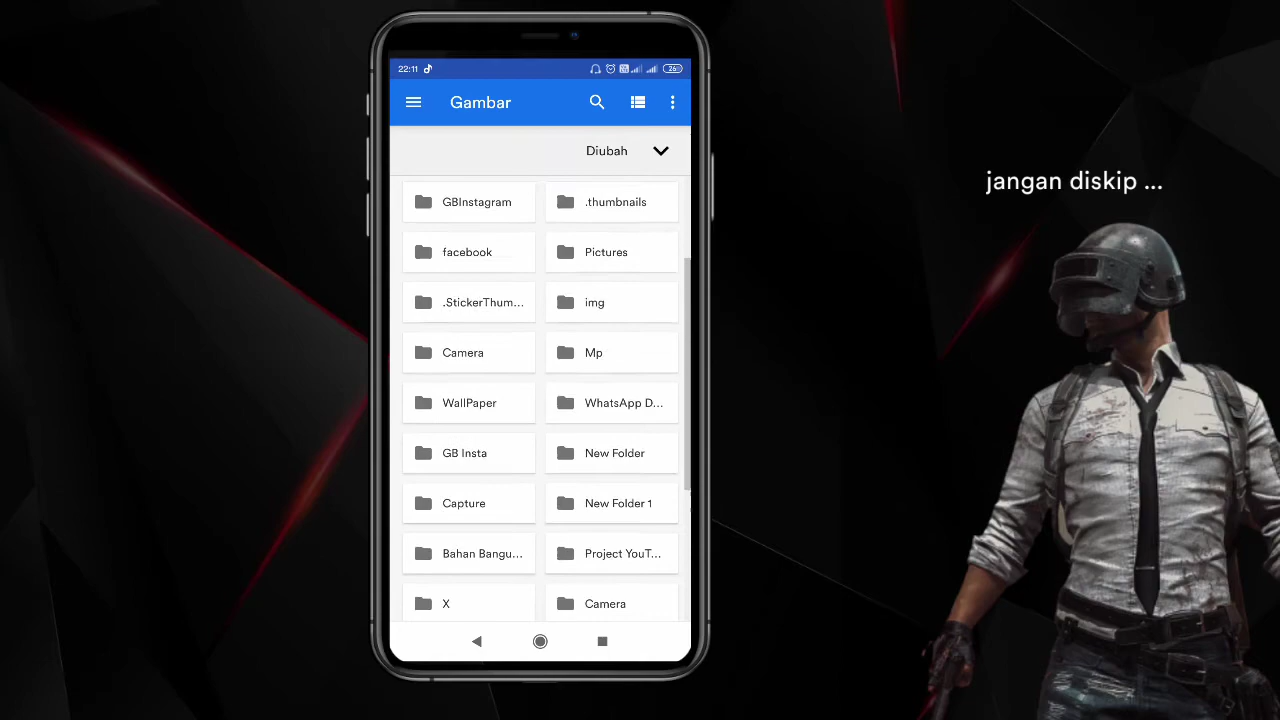 22:11
26
Gambar
Diubah
GBInstagram
.thumbnails
facebook
Pictures
.StickerThum...
img
Camera
Mp
WallPaper
WhatsApp D...
GB Insta
New Folder
Capture
New Folder 1
Bahan Bangu...
Project YouT...
X
Camera
jangan diskip ...